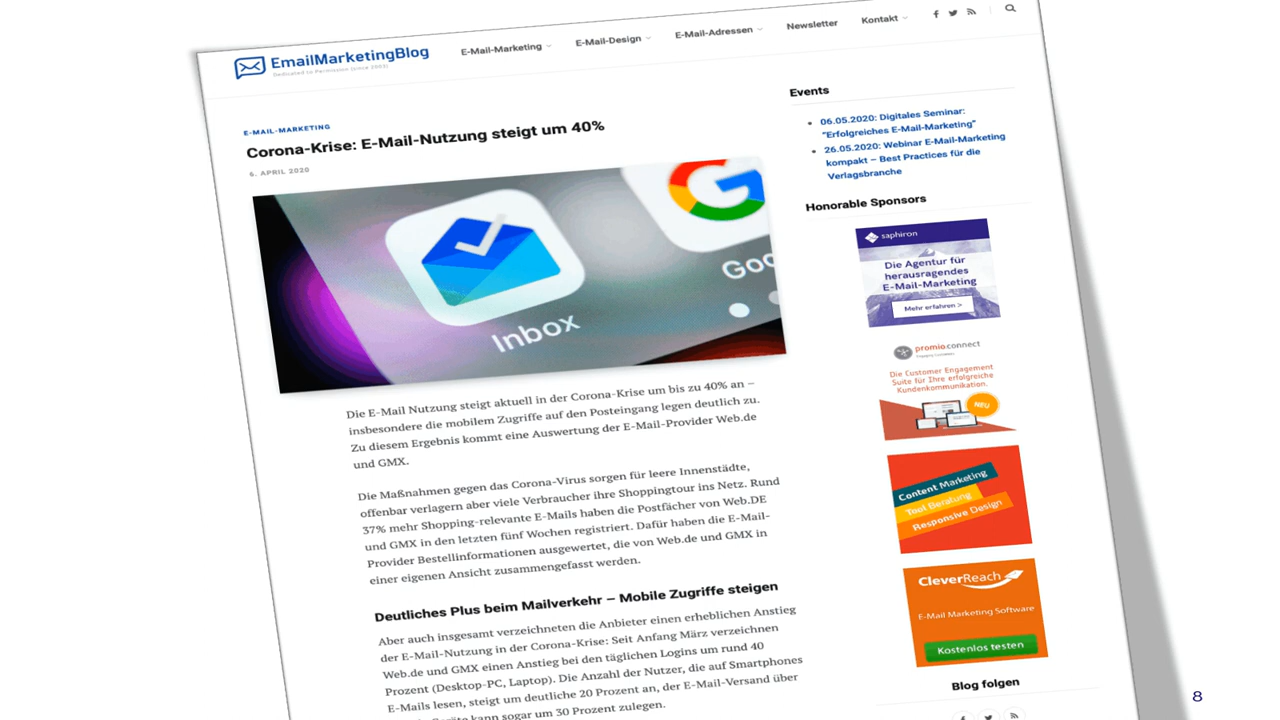 EmailMarketingBlog
Dedicated to Permission (since 2003)
E-Mail-Marketing
E-Mail-Design
E-Mail-Adressen
Newsletter
Kontakt
E-MAIL-MARKETING
Corona-Krise: E-Mail-Nutzung steigt um 40%
6. APRIL 2020
Inbox
Goo
Die E-Mail Nutzung steigt aktuell in der Corona-Krise um bis zu 40% an –
insbesondere die mobilem Zugriffe auf den Posteingang legen deutlich zu.
Zu diesem Ergebnis kommt eine Auswertung der E-Mail-Provider Web.de
und GMX.
Die Maßnahmen gegen das Corona-Virus sorgen für leere Innenstädte,
offenbar verlagern aber viele Verbraucher ihre Shoppingtour ins Netz. Rund
37% mehr Shopping-relevante E-Mails haben die Postfächer von Web.DE
und GMX in den letzten fünf Wochen registriert. Dafür haben die E-Mail-
Provider Bestellinformationen ausgewertet, die von Web.de und GMX in
einer eigenen Ansicht zusammengefasst werden.
Deutliches Plus beim Mailverkehr – Mobile Zugriffe steigen
Aber auch insgesamt verzeichneten die Anbieter einen erheblichen Anstieg
der E-Mail-Nutzung in der Corona-Krise: Seit Anfang März verzeichnen
Web.de und GMX einen Anstieg bei den täglichen Logins um rund 40
Prozent (Desktop-PC, Laptop). Die Anzahl der Nutzer, die auf Smartphones
E-Mails lesen, steigt um deutliche 20 Prozent an, der E-Mail-Versand über
kann sogar um 30 Prozent zulegen.
Events
06.05.2020: Digitales Seminar:
"Erfolgreiches E-Mail-Marketing"
26.05.2020: Webinar E-Mail-Marketing
kompakt – Best Practices für die
Verlagsbranche
Honorable Sponsors
saphiron
Die Agentur für
herausragendes
E-Mail-Marketing
Mehr erfahren >
promio.connect
Die Customer Engagement
Suite für Ihre erfolgreiche
Kundenkommunikation.
NEU
Content Marketing
Tool Beratung
Responsive Design
CleverReach
E-Mail Marketing Software
Kostenlos testen
Blog folgen
8